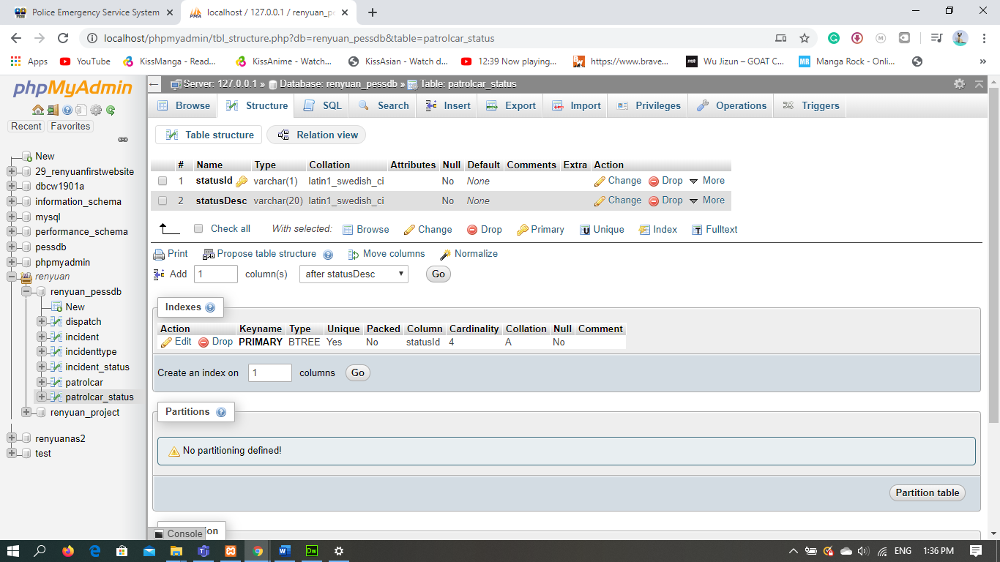 Police Emergency Service System
localhost / 127.0.0.1 / renyuan_pe
localhost/phpmyadmin/tbl_structure.php?db=renyuan_pessdb&table=patrolcar_status
Apps YouTube KissManga - Read... KissAnime - Watch... KissAsian - Watch d... 12:39 Now playing... https://www.brave... Wu Jizun – GOAT C... Manga Rock - Onli... »
phpMyAdmin
Recent Favorites
New
29_renyuanfirstwebsite
dbcw1901a
information_schema
mysql
performance_schema
pessdb
phpmyadmin
renyuan
renyuan_pessdb
New
dispatch
incident
incidenttype
incident_status
patrolcar
patrolcar_status
renyuan_project
renyuanas2
test
Server: 127.0.0.1 » Database: renyuan_pessdb » Table: patrolcar_status
Browse Structure SQL Search Insert Export Import Privileges Operations Triggers
Table structure Relation view
# Name Type Collation Attributes Null Default Comments Extra Action
1 statusId varchar(1) latin1_swedish_ci No None Change Drop More
2 statusDesc varchar(20) latin1_swedish_ci No None Change Drop More
Check all With selected: Browse Change Drop Primary Unique Index Fulltext
Print Propose table structure Move columns Normalize
Add 1 column(s) after statusDesc Go
Indexes
Action Keyname Type Unique Packed Column Cardinality Collation Null Comment
Edit Drop PRIMARY BTREE Yes No statusId 4 A No
Create an index on 1 columns Go
Partitions
No partitioning defined!
Partition table
Console on
Dw ENG 1:36 PM